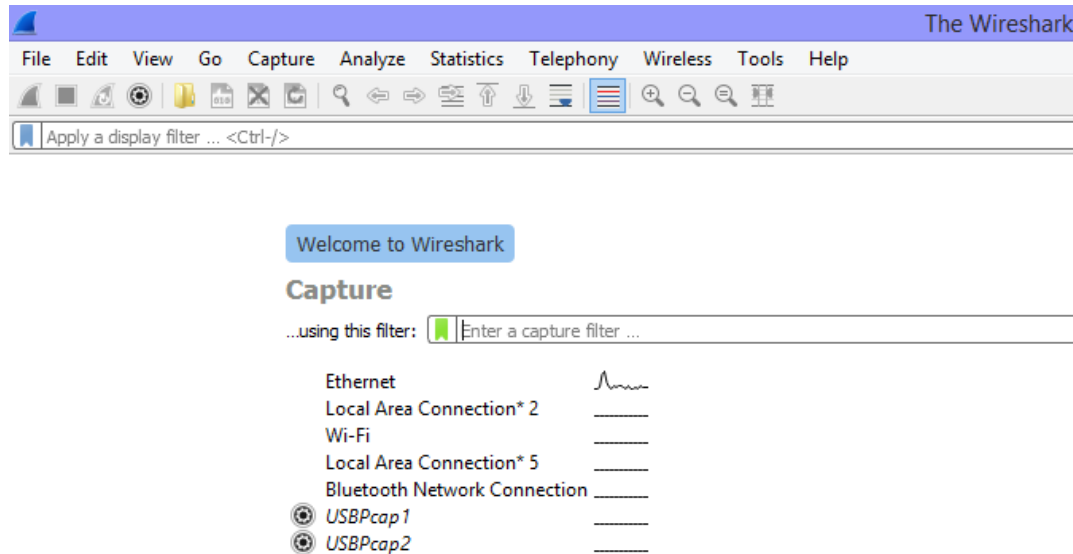 The Wireshark
File Edit View Go Capture Analyze Statistics Telephony Wireless Tools Help
Apply a display filter ... <Ctrl-/>
Welcome to Wireshark
Capture
...using this filter: Enter a capture filter ...
Ethernet
Local Area Connection* 2
Wi-Fi
Local Area Connection* 5
Bluetooth Network Connection
USBPcap1
USBPcap2